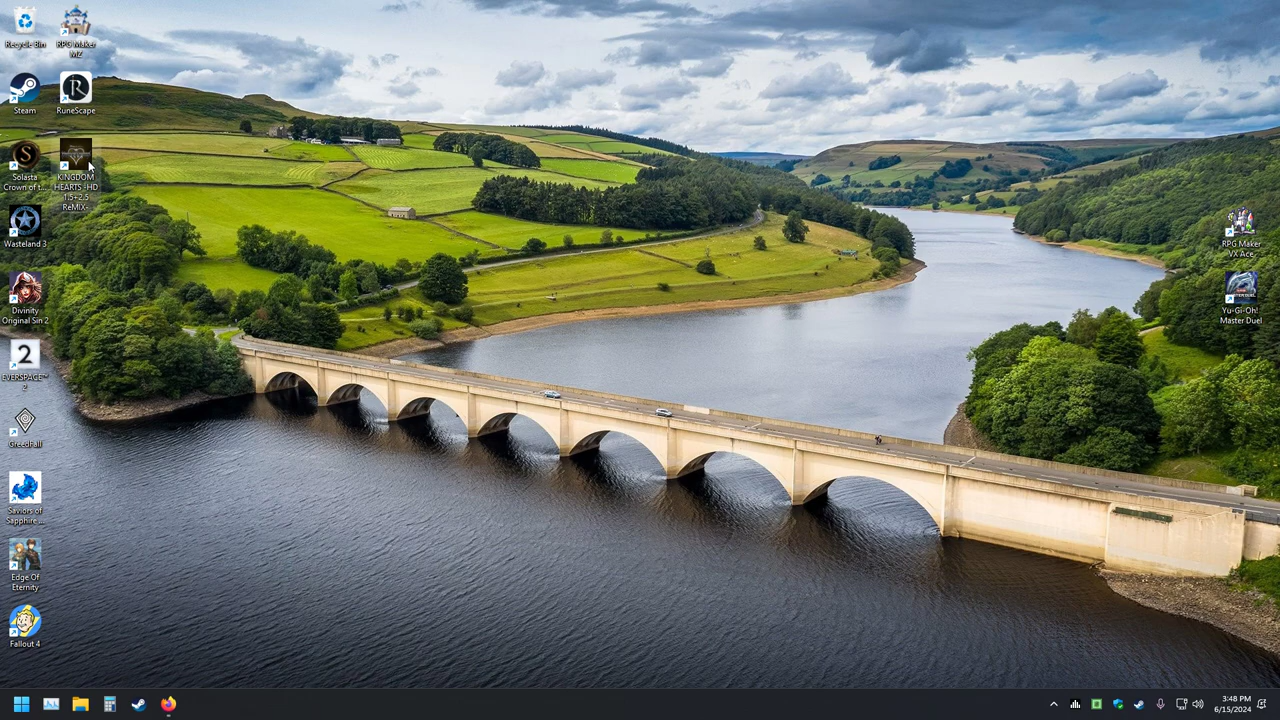 Recycle Bin
RPG Maker
MZ
Steam
RuneScape
Solasta
Crown of t...
KINGDOM
HEARTS -HD
1.5+2.5
ReMIX-
Wasteland 3
Divinity
Original Sin 2
2
EVERSPACE™
2
GreedFall
Saviors of
Sapphire ...
Edge Of
Eternity
Fallout 4
RPG Maker
VX Ace
Yu-Gi-Oh!
Master Duel
3:48 PM
6/15/2024